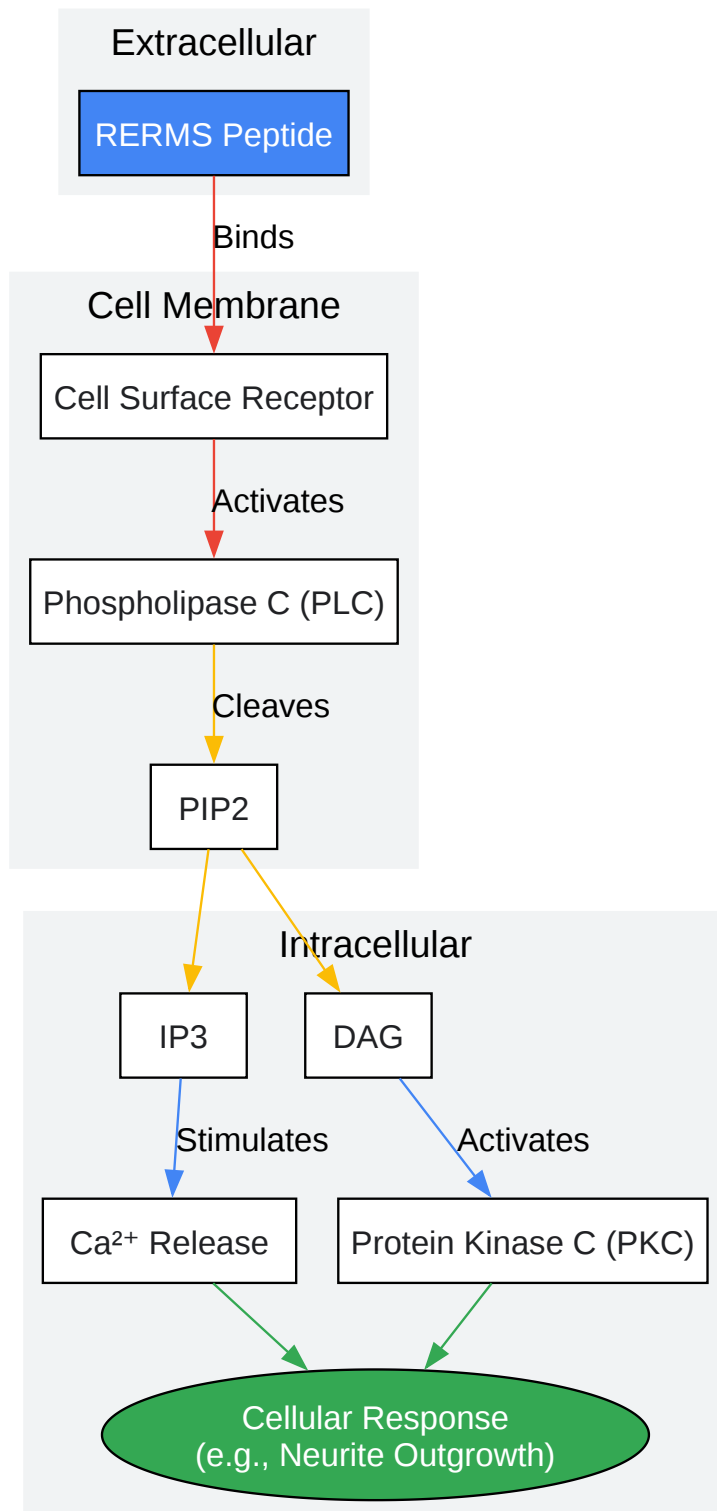 Extracellular
RERMS Peptide
Binds
Cell Membrane
Cell Surface Receptor
Activates
Phospholipase C (PLC)
Cleaves
PIP2
Intracellular
IP3
DAG
Stimulates
Activates
Ca²⁺ Release
Protein Kinase C (PKC)
Cellular Response
(e.g., Neurite Outgrowth)